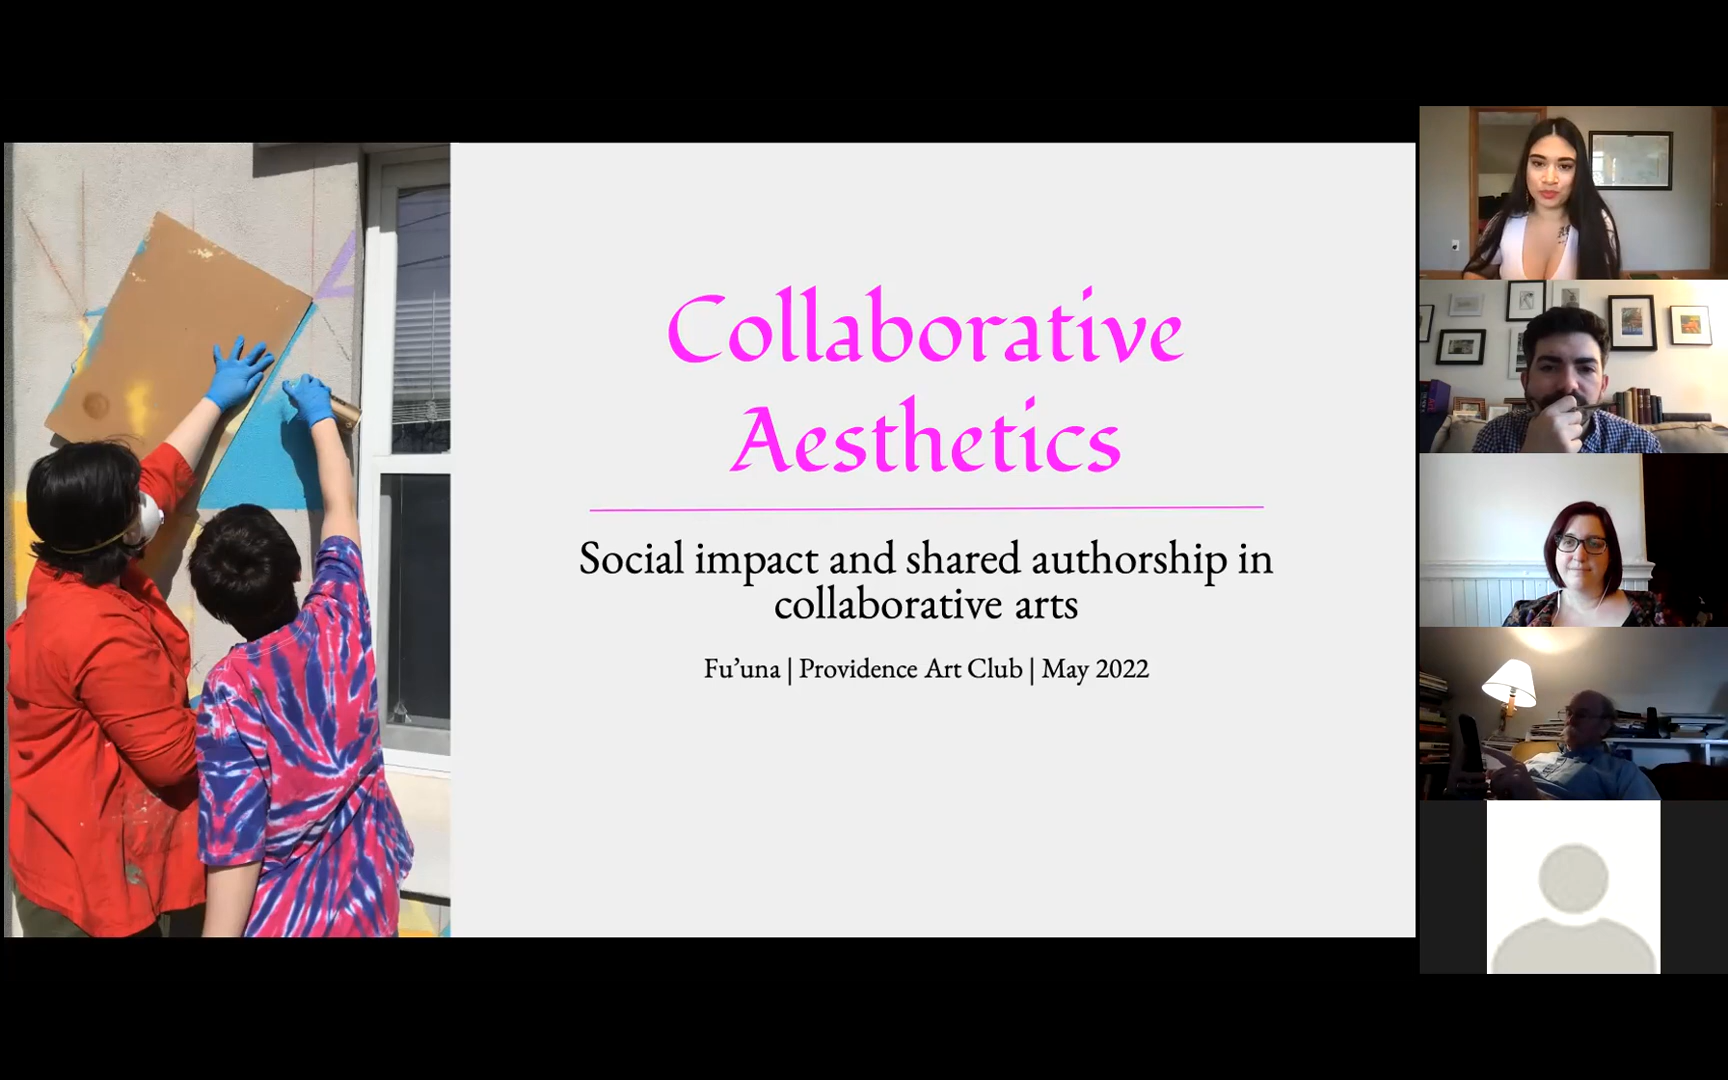 Collaborative
Aesthetics
Social impact and shared authorship in
collaborative arts
Fu’una | Providence Art Club | May 2022